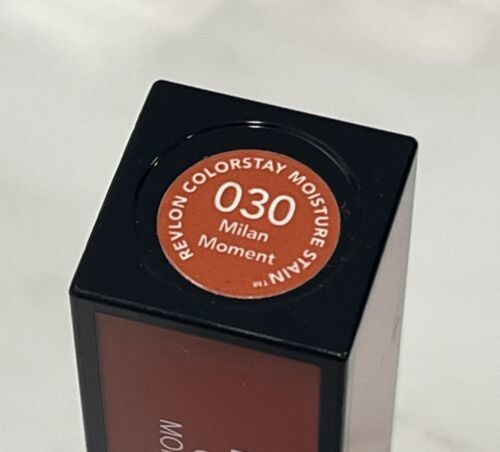 REVLON COLORSTAY MOISTURE STAIN™
030
Milan
Moment